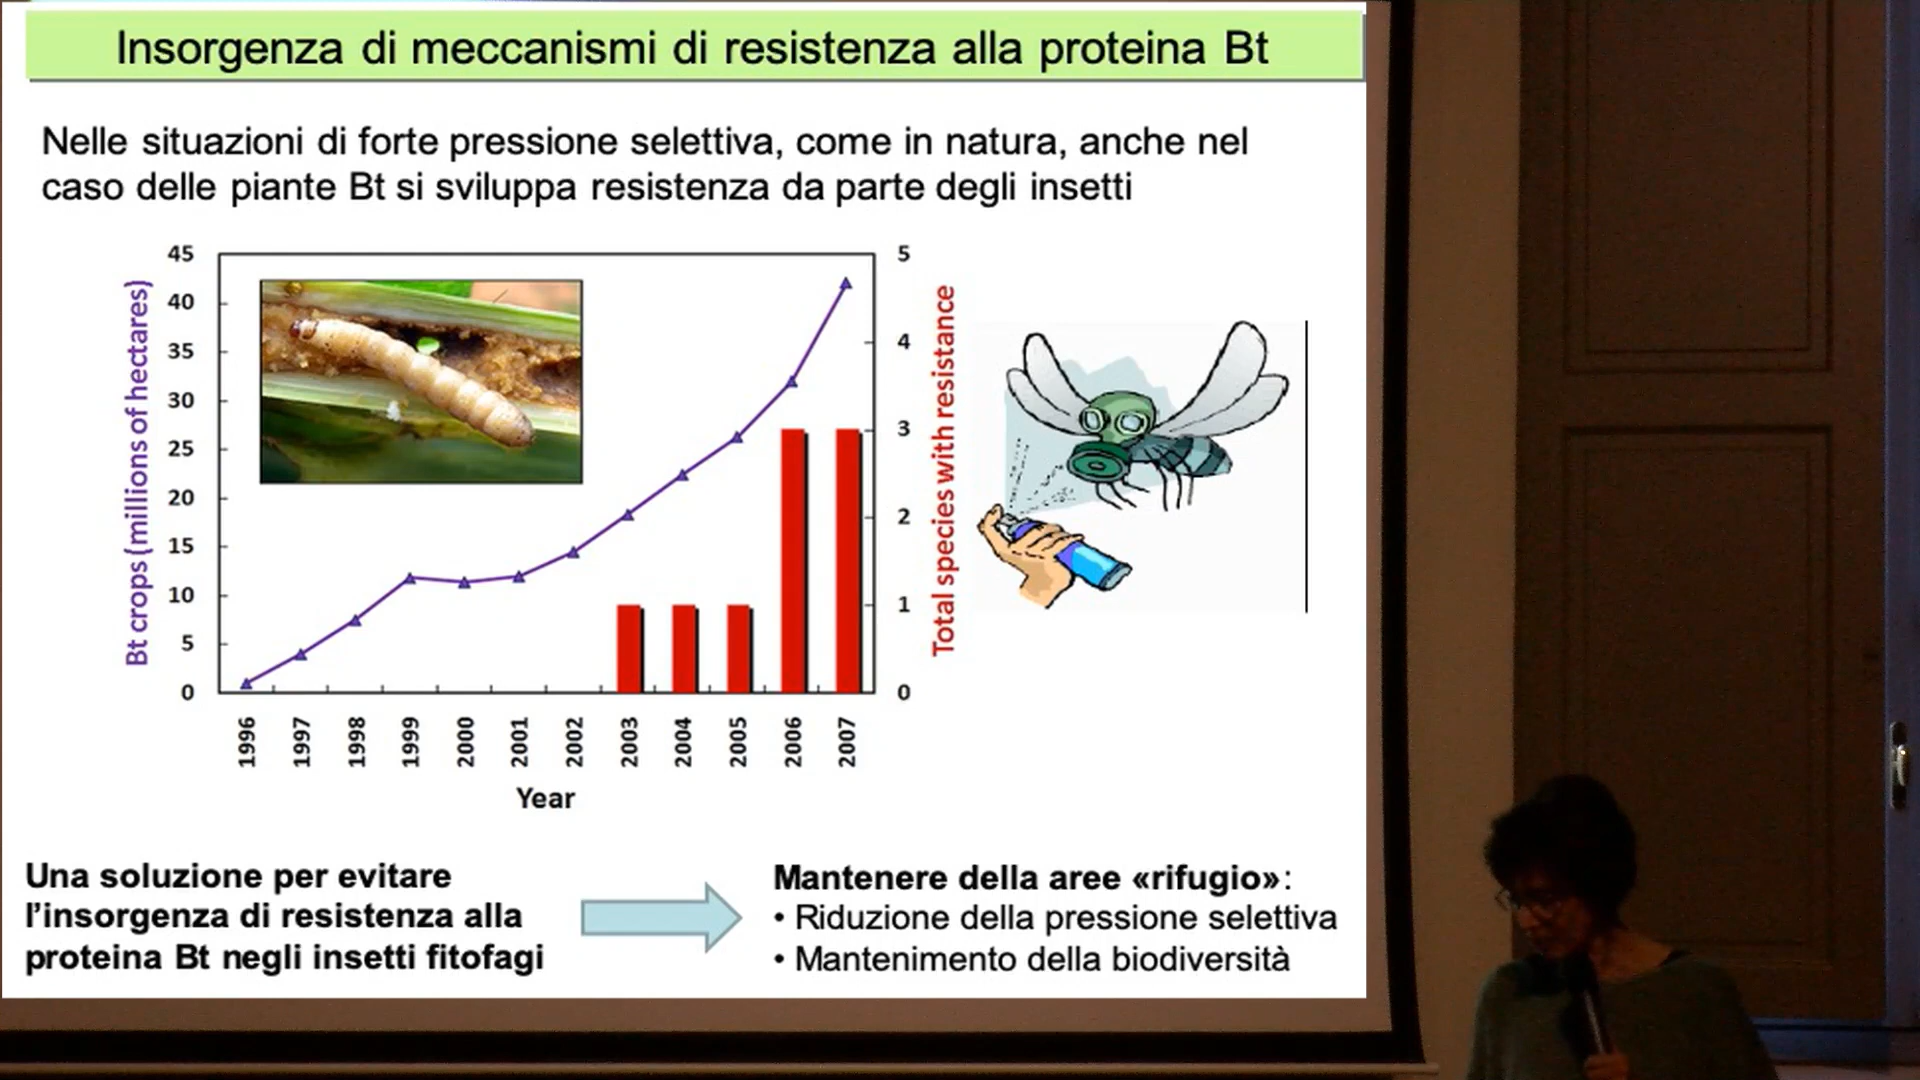 Insorgenza di meccanismi di resistenza alla proteina Bt
Nelle situazioni di forte pressione selettiva, come in natura, anche nel
caso delle piante Bt si sviluppa resistenza da parte degli insetti
Bt crops (millions of hectares)
45
40
35
30
25
20
15
10
5
0
5
4
3
2
1
0
Total species with resistance
1996
1997
1998
1999
2000
2001
2002
2003
2004
2005
2006
2007
Year
Una soluzione per evitare
l’insorgenza di resistenza alla
proteina Bt negli insetti fitofagi
Mantenere della aree «rifugio»:
• Riduzione della pressione selettiva
• Mantenimento della biodiversità